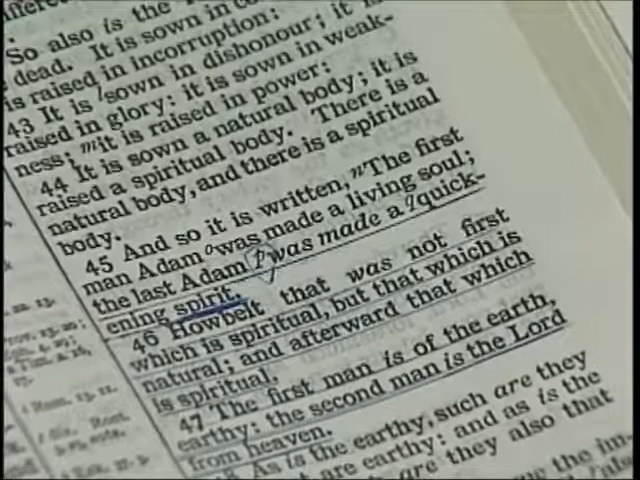 So also is the
dead. It is sown in
is raised in incorruption:
43 It is sown in dishonour; it is
raised in glory: it is sown in weak-
ness; it is raised in power:
44 It is sown a natural body; it is
raised a spiritual body. There is a
natural body, and there is a spiritual
body.
45 And so it is written, n The first
man Adam o was made a living soul;
the last Adam p was made a q quick-
ening spirit.
46 Howbeit that was not first
which is spiritual, but that which is
natural; and afterward that which
is spiritual.
47 The first man is of the earth,
earthy: the second man is the Lord
from heaven.
As is the earthy, such are they
are earthy: and as is the
are they also that